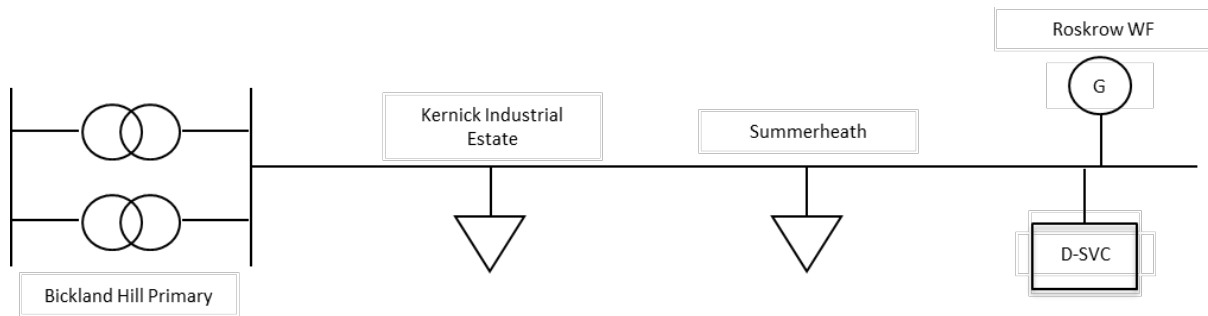 Roskrow WF
G
Kernick Industrial
Estate
Summerheath
D-SVC
Bickland Hill Primary